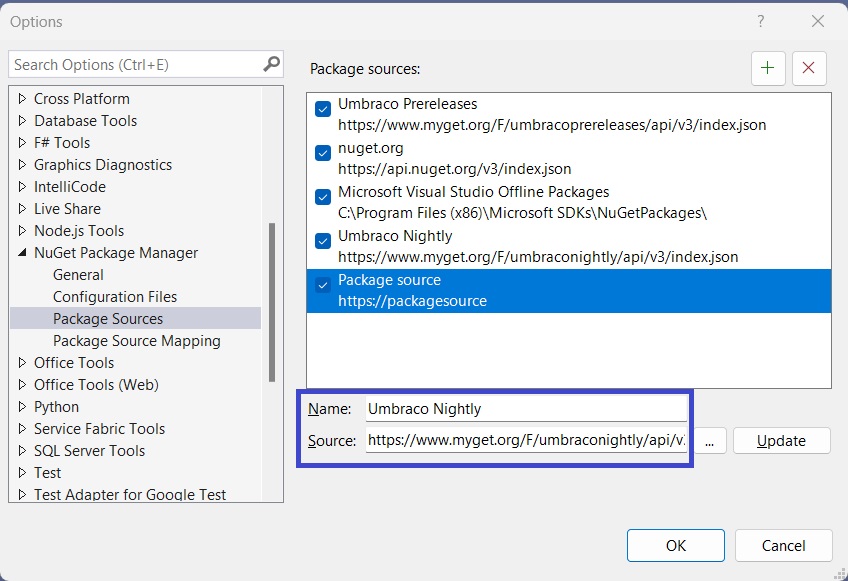 Options
?
Search Options (Ctrl+E)
Cross Platform
Database Tools
F# Tools
Graphics Diagnostics
IntelliCode
Live Share
Node.js Tools
NuGet Package Manager
General
Configuration Files
Package Sources
Package Source Mapping
Office Tools
Office Tools (Web)
Python
Service Fabric Tools
SQL Server Tools
Test
Test Adapter for Google Test
Package sources:
Umbraco Prereleases
https://www.myget.org/F/umbracoprereleases/api/v3/index.json
nuget.org
https://api.nuget.org/v3/index.json
Microsoft Visual Studio Offline Packages
C:\Program Files (x86)\Microsoft SDKs\NuGetPackages\
Umbraco Nightly
https://www.myget.org/F/umbraconightly/api/v3/index.json
Package source
https://packagesource
Name: Umbraco Nightly
Source: https://www.myget.org/F/umbraconightly/api/v3
... Update
OK Cancel